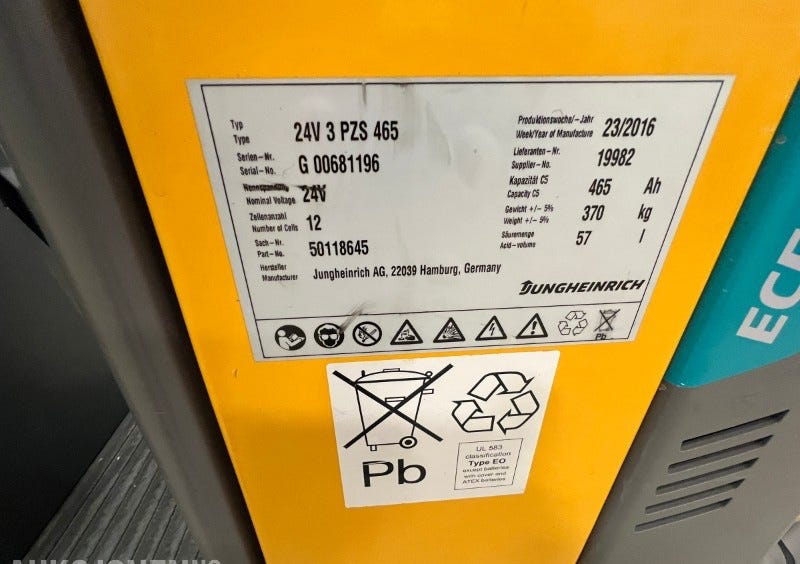 Typ
Type
24V 3 PZS 465
Serien-Nr.
Serial-No.
G 00681196
Nennspannung
Nominal Voltage
24V
Zellenanzahl
Number of Cells
12
Sach-Nr.
Part-No.
50118645
Hersteller
Manufacturer
Jungheinrich AG, 22039 Hamburg, Germany
Produktionswoche/-Jahr
Week/Year of Manufacture
23/2016
Lieferanten-Nr.
Supplier-No.
19982
Kapazität C5
Capacity C5
465 Ah
Gewicht +/- 5%
Weight +/- 5%
370 kg
Säuremenge
Acid-volume
57 l
JUNGHEINRICH
Pb
Pb
UL 583
classification
Type EO
except batteries
with cover and
ATEX batteries